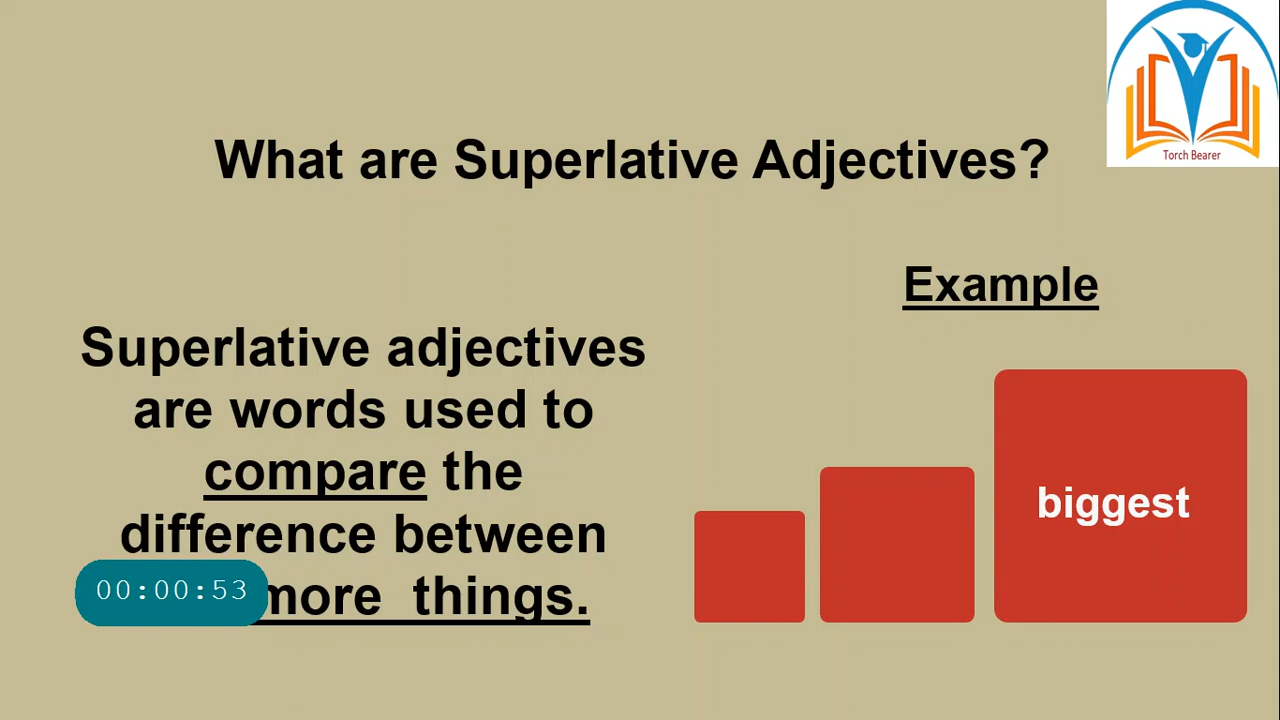 Torch Bearer
What are Superlative Adjectives?
Example
Superlative adjectives
are words used to
compare the
difference between
more things.
biggest
00:00:53